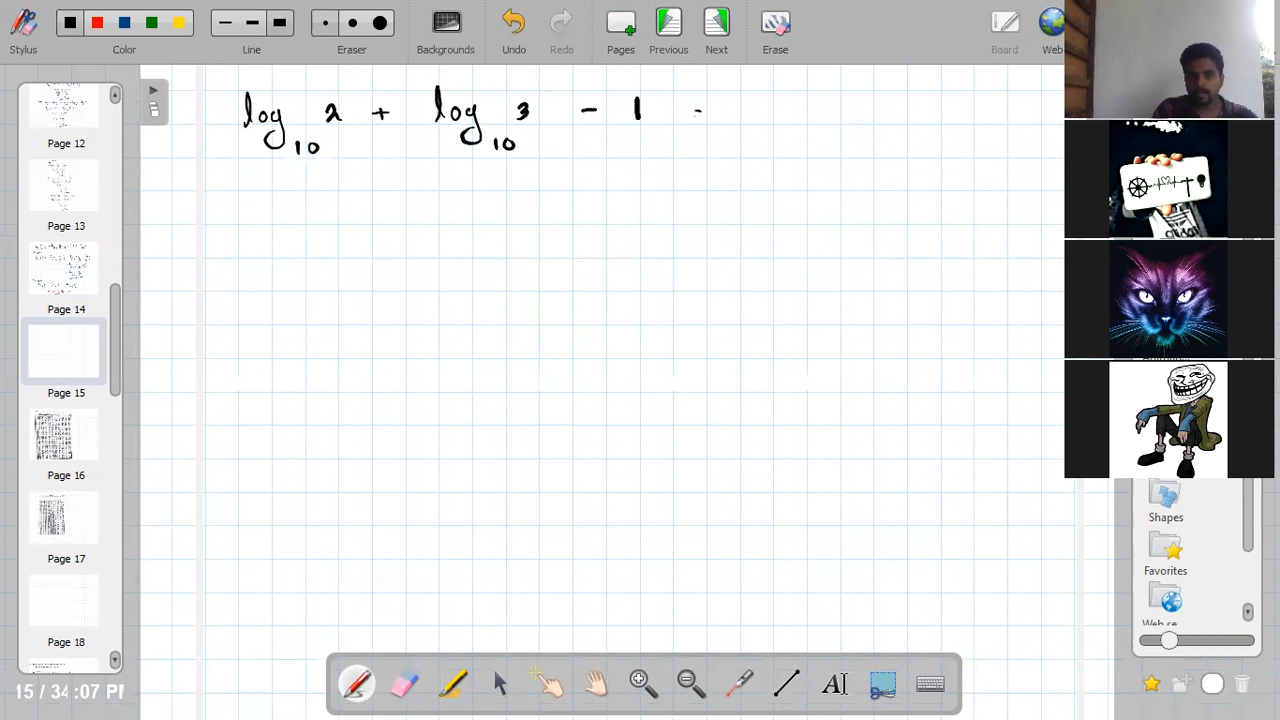 Stylus Color Line Eraser Backgrounds Undo Redo Pages Previous Next Erase Board Web
log₁₀ 2 + log₁₀ 3 - 1
Page 12
Page 13
Page 14
Page 15
Page 16
Page 17
Page 18
Shapes
Favorites
15 / 34